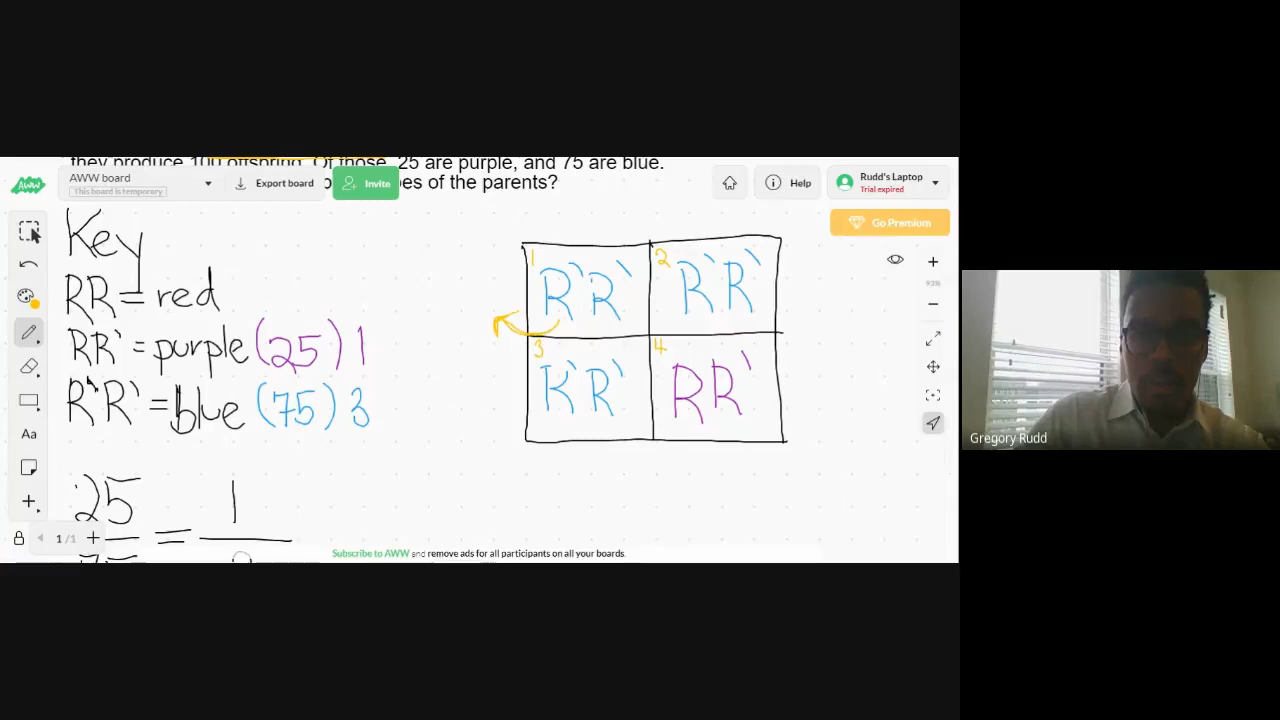 they produce 100 offspring. Of those, 25 are purple, and 75 are blue.
es of the parents?
AWW
AWW board
This board is temporary
Export board
Invite
Help
Rudd's Laptop
Trial expired
Go Premium
Key
RR = red
RR` = purple (25) 1
R`R` = blue (75) 3
25 = 1
1 R`R`
2 R`R`
3 R`R`
4 RR`
93%
Aa
1/1
Subscribe to AWW and remove ads for all participants on all your boards.
Gregory Rudd